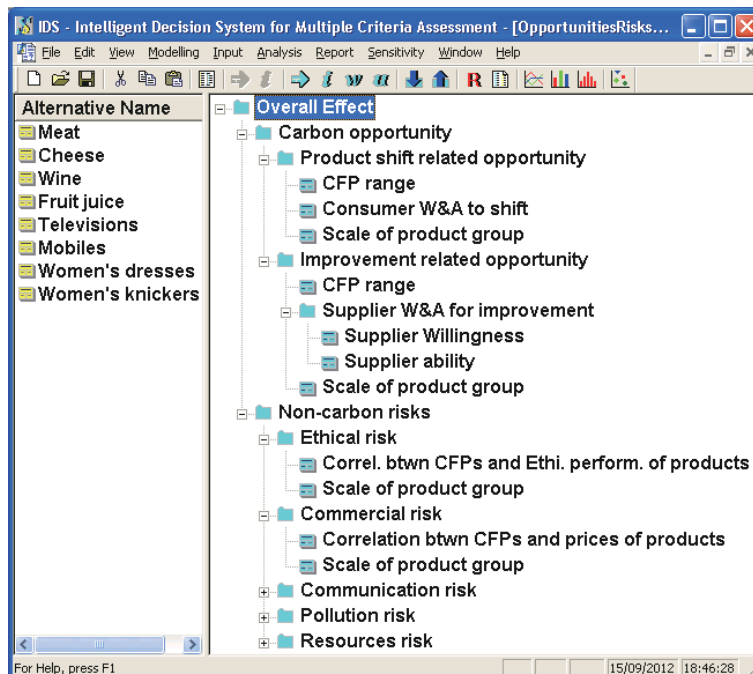 IDS - Intelligent Decision System for Multiple Criteria Assessment - [OpportunitiesRisks...
File Edit View Modelling Input Analysis Report Sensitivity Window Help
Alternative Name
Meat
Cheese
Wine
Fruit juice
Televisions
Mobiles
Women's dresses
Women's knickers
Overall Effect
Carbon opportunity
Product shift related opportunity
CFP range
Consumer W&A to shift
Scale of product group
Improvement related opportunity
CFP range
Supplier W&A for improvement
Supplier Willingness
Supplier ability
Scale of product group
Non-carbon risks
Ethical risk
Correl. btwn CFPs and Ethi. perform. of products
Scale of product group
Commercial risk
Correlation btwn CFPs and prices of products
Scale of product group
Communication risk
Pollution risk
Resources risk
For Help, press F1 15/09/2012 18:46:28